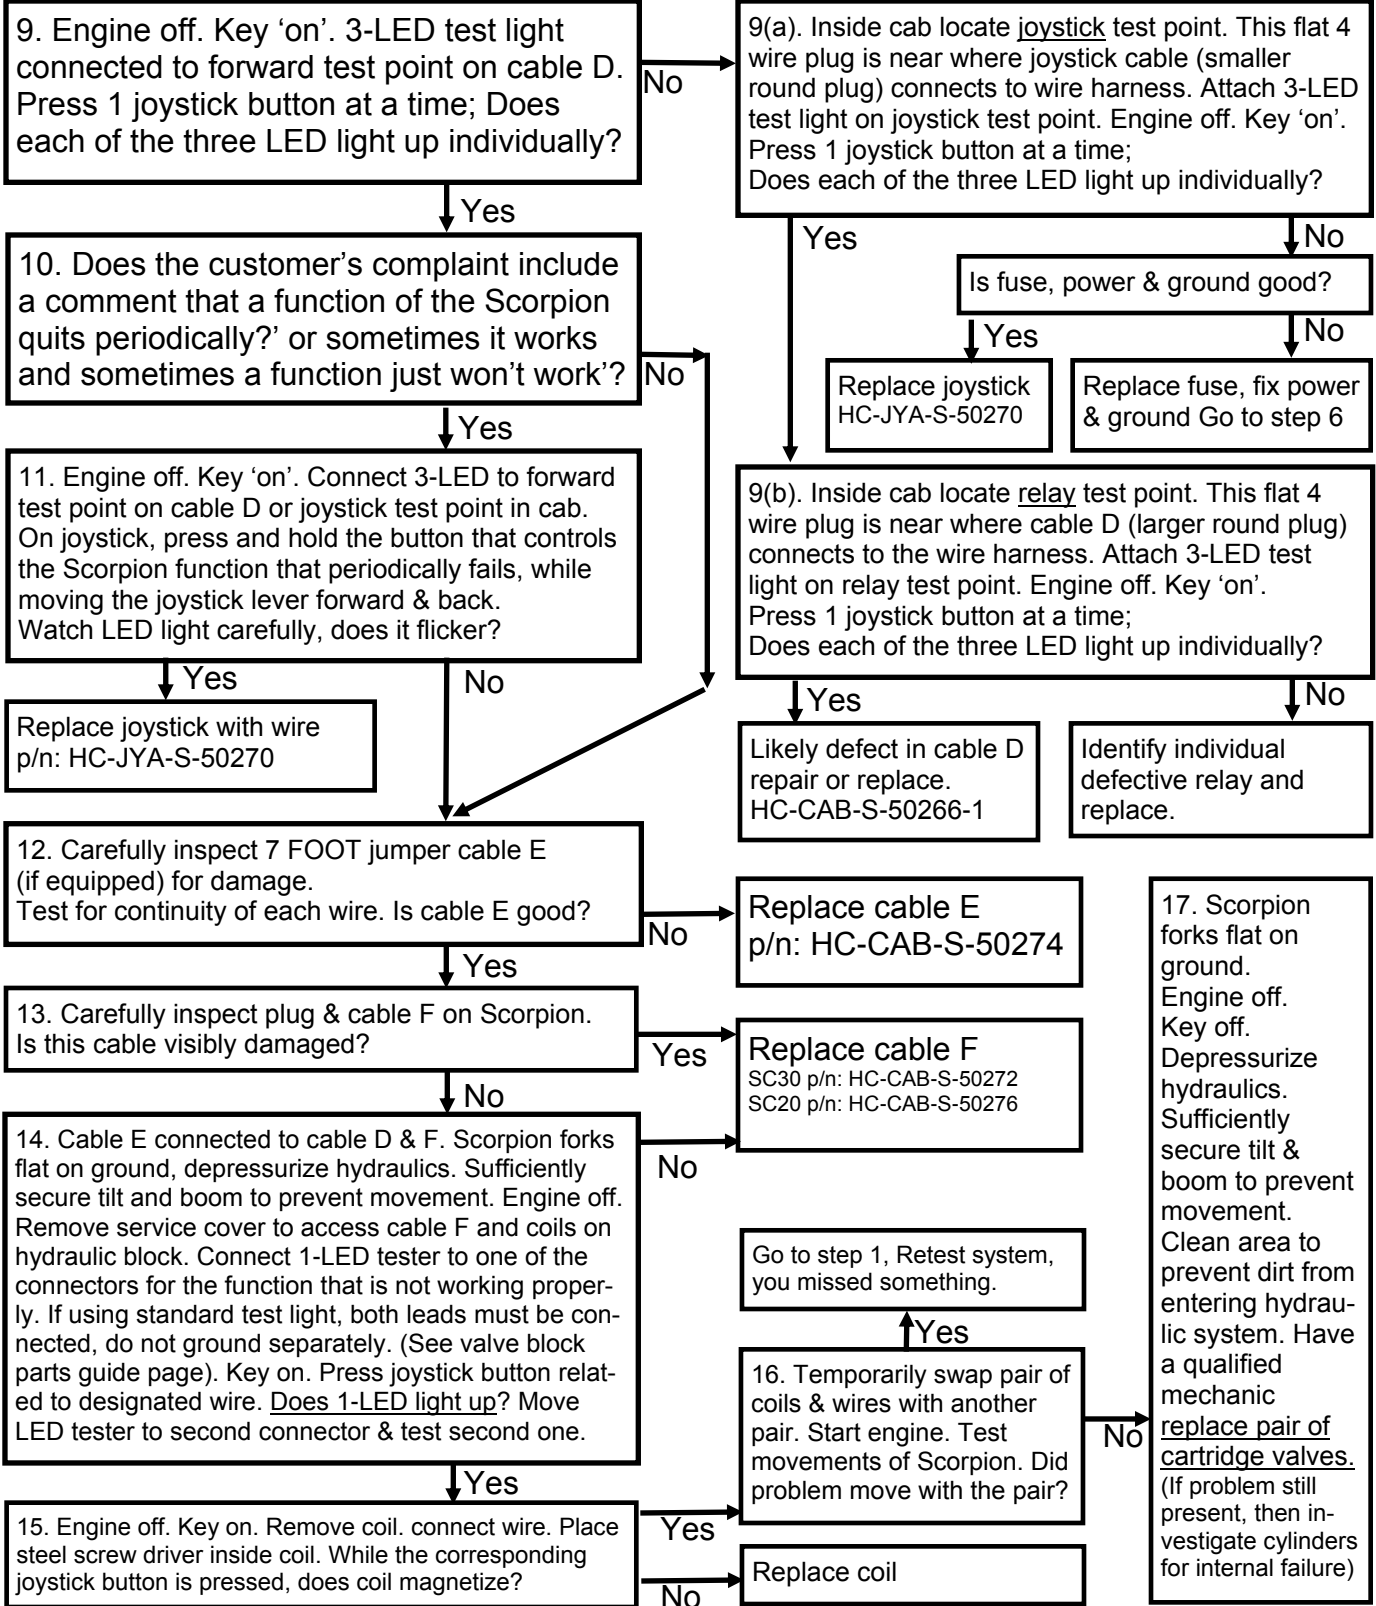 9. Engine off. Key ‘on’. 3-LED test light
connected to forward test point on cable D.
Press 1 joystick button at a time; Does
each of the three LED light up individually?
No
Yes
9(a). Inside cab locate joystick test point. This flat 4
wire plug is near where joystick cable (smaller
round plug) connects to wire harness. Attach 3-LED
test light on joystick test point. Engine off. Key ‘on’.
Press 1 joystick button at a time;
Does each of the three LED light up individually?
Yes
No
Is fuse, power & ground good?
Yes
No
Replace joystick
HC-JYA-S-50270
Replace fuse, fix power
& ground Go to step 6
10. Does the customer’s complaint include
a comment that a function of the Scorpion
quits periodically?’ or sometimes it works
and sometimes a function just won’t work’?
No
Yes
11. Engine off. Key ‘on’. Connect 3-LED to forward
test point on cable D or joystick test point in cab.
On joystick, press and hold the button that controls
the Scorpion function that periodically fails, while
moving the joystick lever forward & back.
Watch LED light carefully, does it flicker?
Yes
No
Replace joystick with wire
p/n: HC-JYA-S-50270
9(b). Inside cab locate relay test point. This flat 4
wire plug is near where cable D (larger round plug)
connects to the wire harness. Attach 3-LED test
light on relay test point. Engine off. Key ‘on’.
Press 1 joystick button at a time;
Does each of the three LED light up individually?
Yes
No
Likely defect in cable D
repair or replace.
HC-CAB-S-50266-1
Identify individual
defective relay and
replace.
12. Carefully inspect 7 FOOT jumper cable E
(if equipped) for damage.
Test for continuity of each wire. Is cable E good?
No
Yes
Replace cable E
p/n: HC-CAB-S-50274
13. Carefully inspect plug & cable F on Scorpion.
Is this cable visibly damaged?
Yes
No
Replace cable F
SC30 p/n: HC-CAB-S-50272
SC20 p/n: HC-CAB-S-50276
14. Cable E connected to cable D & F. Scorpion forks
flat on ground, depressurize hydraulics. Sufficiently
secure tilt and boom to prevent movement. Engine off.
Remove service cover to access cable F and coils on
hydraulic block. Connect 1-LED tester to one of the
connectors for the function that is not working proper-
ly. If using standard test light, both leads must be con-
nected, do not ground separately. (See valve block
parts guide page). Key on. Press joystick button relat-
ed to designated wire. Does 1-LED light up? Move
LED tester to second connector & test second one.
No
Yes
15. Engine off. Key on. Remove coil. connect wire. Place
steel screw driver inside coil. While the corresponding
joystick button is pressed, does coil magnetize?
Yes
No
Replace coil
Go to step 1, Retest system,
you missed something.
Yes
16. Temporarily swap pair of
coils & wires with another
pair. Start engine. Test
movements of Scorpion. Did
problem move with the pair?
No
17. Scorpion
forks flat on
ground.
Engine off.
Key off.
Depressurize
hydraulics.
Sufficiently
secure tilt &
boom to prevent
movement.
Clean area to
prevent dirt from
entering hydrau-
lic system. Have
a qualified
mechanic
replace pair of
cartridge valves.
(If problem still
present, then in-
vestigate cylinders
for internal failure)